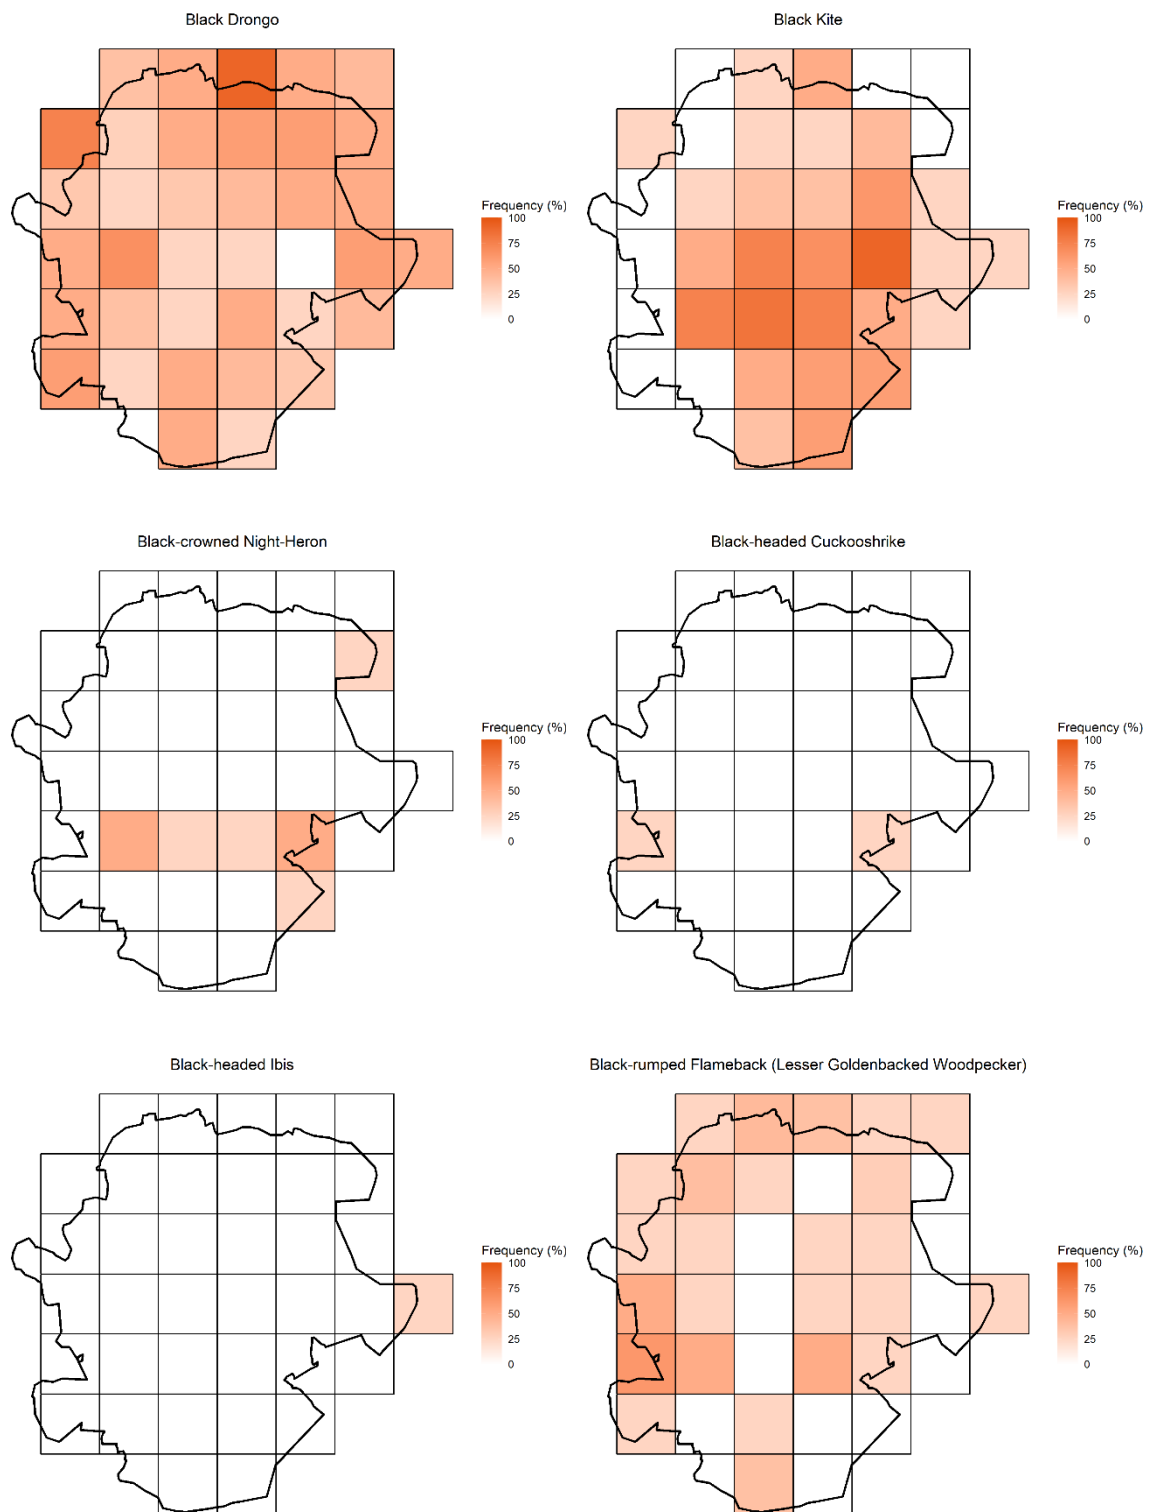 Black Drongo
Black Kite
Frequency (%)
100
75
50
25
0
Frequency (%)
100
75
50
25
0
Black-crowned Night-Heron
Black-headed Cuckooshrike
Frequency (%)
100
75
50
25
0
Frequency (%)
100
75
50
25
0
Black-headed Ibis
Black-rumped Flameback (Lesser Goldenbacked Woodpecker)
Frequency (%)
100
75
50
25
0
Frequency (%)
100
75
50
25
0